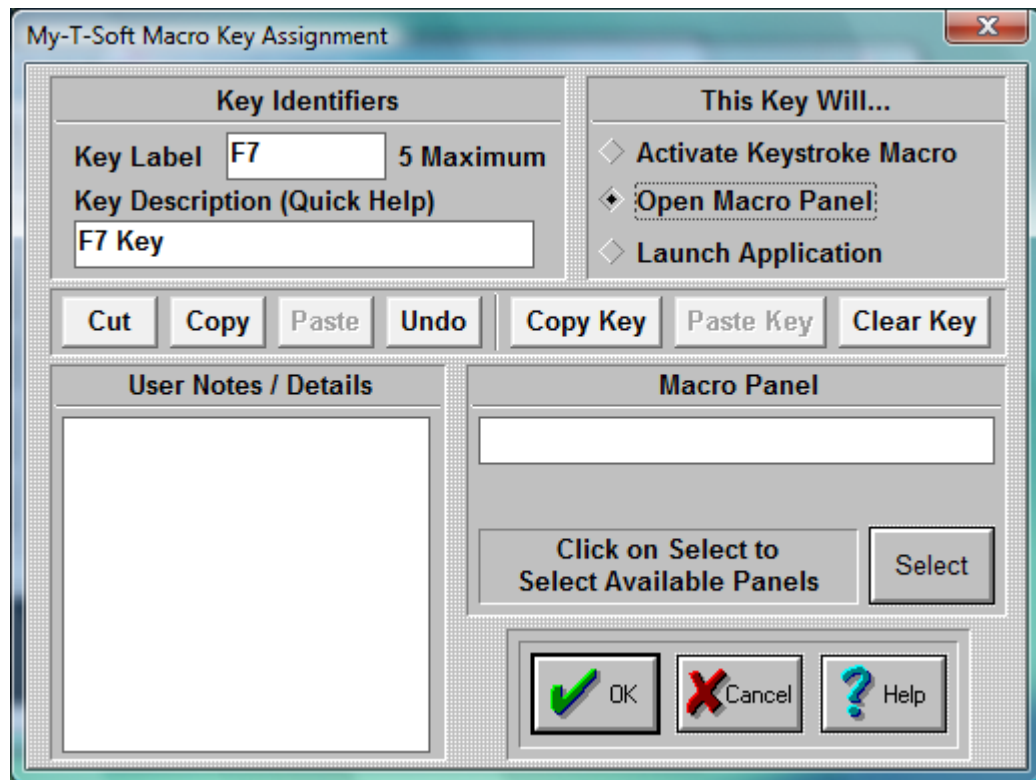 My-T-Soft Macro Key Assignment
Key Identifiers
Key Label F7 5 Maximum
Key Description (Quick Help)
F7 Key
This Key Will...
Activate Keystroke Macro
Open Macro Panel
Launch Application
Cut Copy Paste Undo Copy Key Paste Key Clear Key
User Notes / Details
Macro Panel
Click on Select to
Select Available Panels
Select
OK Cancel ? Help